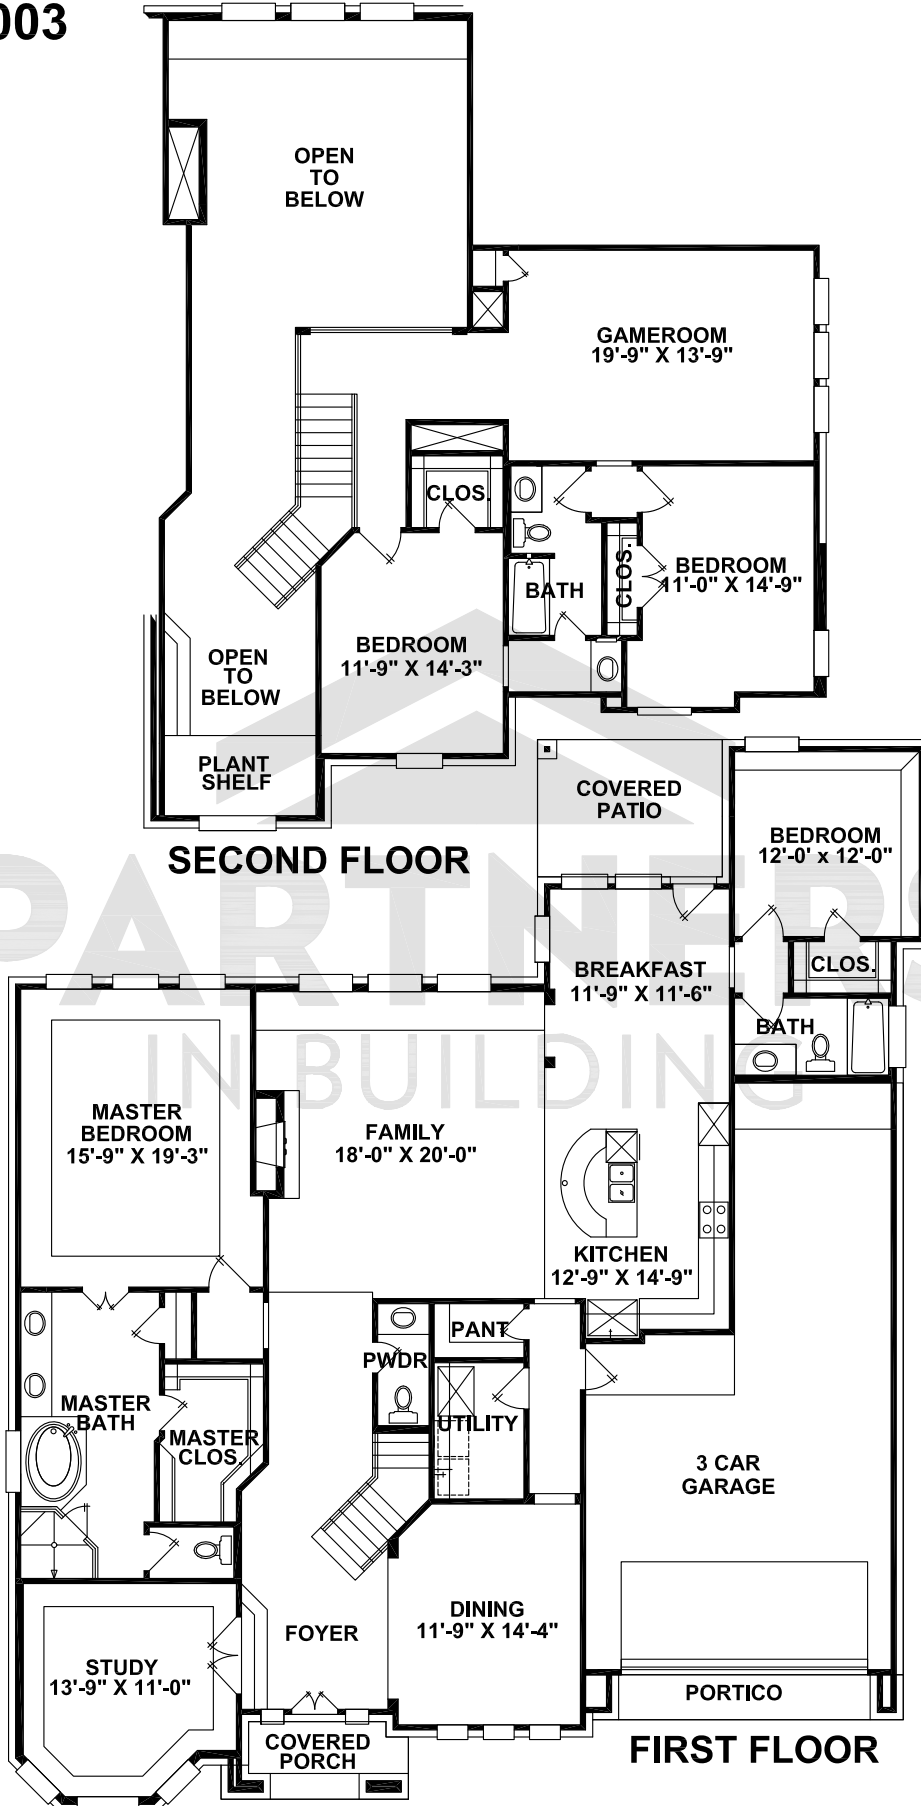 003
OPEN
TO
BELOW
GAMEROOM
19'-9" X 13'-9"
CLOS.
BATH
CLOS.
BEDROOM
11'-0" X 14'-9"
BEDROOM
11'-9" X 14'-3"
OPEN
TO
BELOW
PLANT
SHELF
SECOND FLOOR
COVERED
PATIO
BEDROOM
12'-0' x 12'-0"
PARTNERS
IN BUILDING
BREAKFAST
11'-9" X 11'-6"
CLOS.
BATH
MASTER
BEDROOM
15'-9" X 19'-3"
FAMILY
18'-0" X 20'-0"
KITCHEN
12'-9" X 14'-9"
PANT
PWDR
UTILITY
MASTER
BATH
MASTER
CLOS.
3 CAR
GARAGE
DINING
11'-9" X 14'-4"
FOYER
STUDY
13'-9" X 11'-0"
PORTICO
COVERED
PORCH
FIRST FLOOR